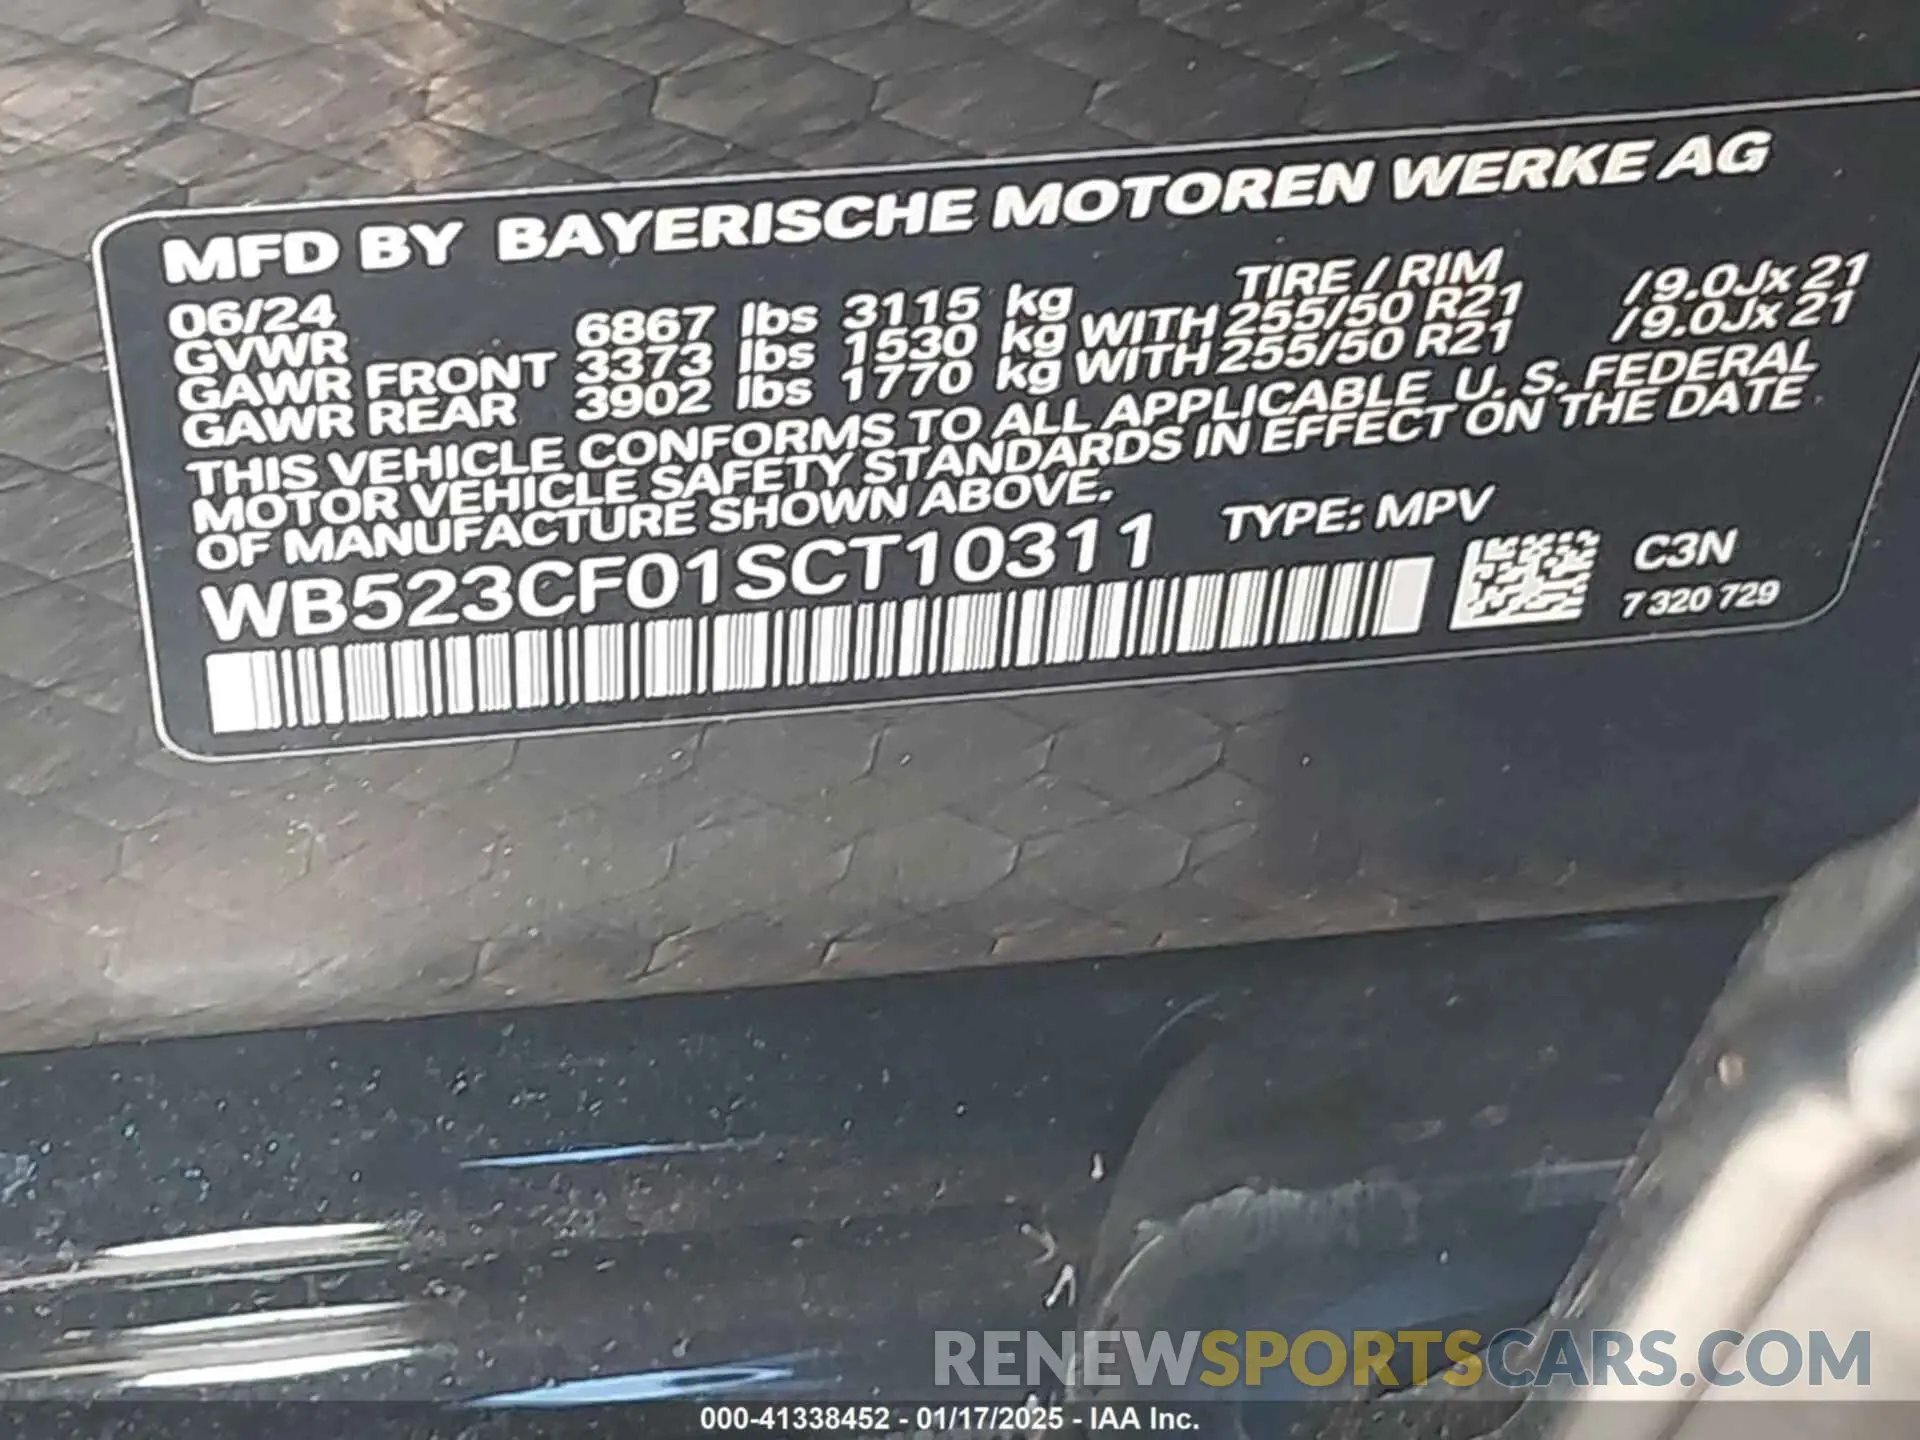 MFD BY BAYERISCHE MOTOREN WERKE AG
06/24 TIRE / RIM
GVWR 6867 lbs 3115 kg
GAWR FRONT 3373 lbs 1530 kg WITH 255/50 R21 /9.0Jx 21
GAWR REAR 3902 lbs 1770 kg WITH 255/50 R21 /9.0Jx 21
THIS VEHICLE CONFORMS TO ALL APPLICABLE U. S. FEDERAL
MOTOR VEHICLE SAFETY STANDARDS IN EFFECT ON THE DATE
OF MANUFACTURE SHOWN ABOVE.
WB523CF01SCT10311 TYPE: MPV
C3N
7 320 729
RENEWSPORTSCARS.COM
000-41338452 - 01/17/2025 - IAA Inc.